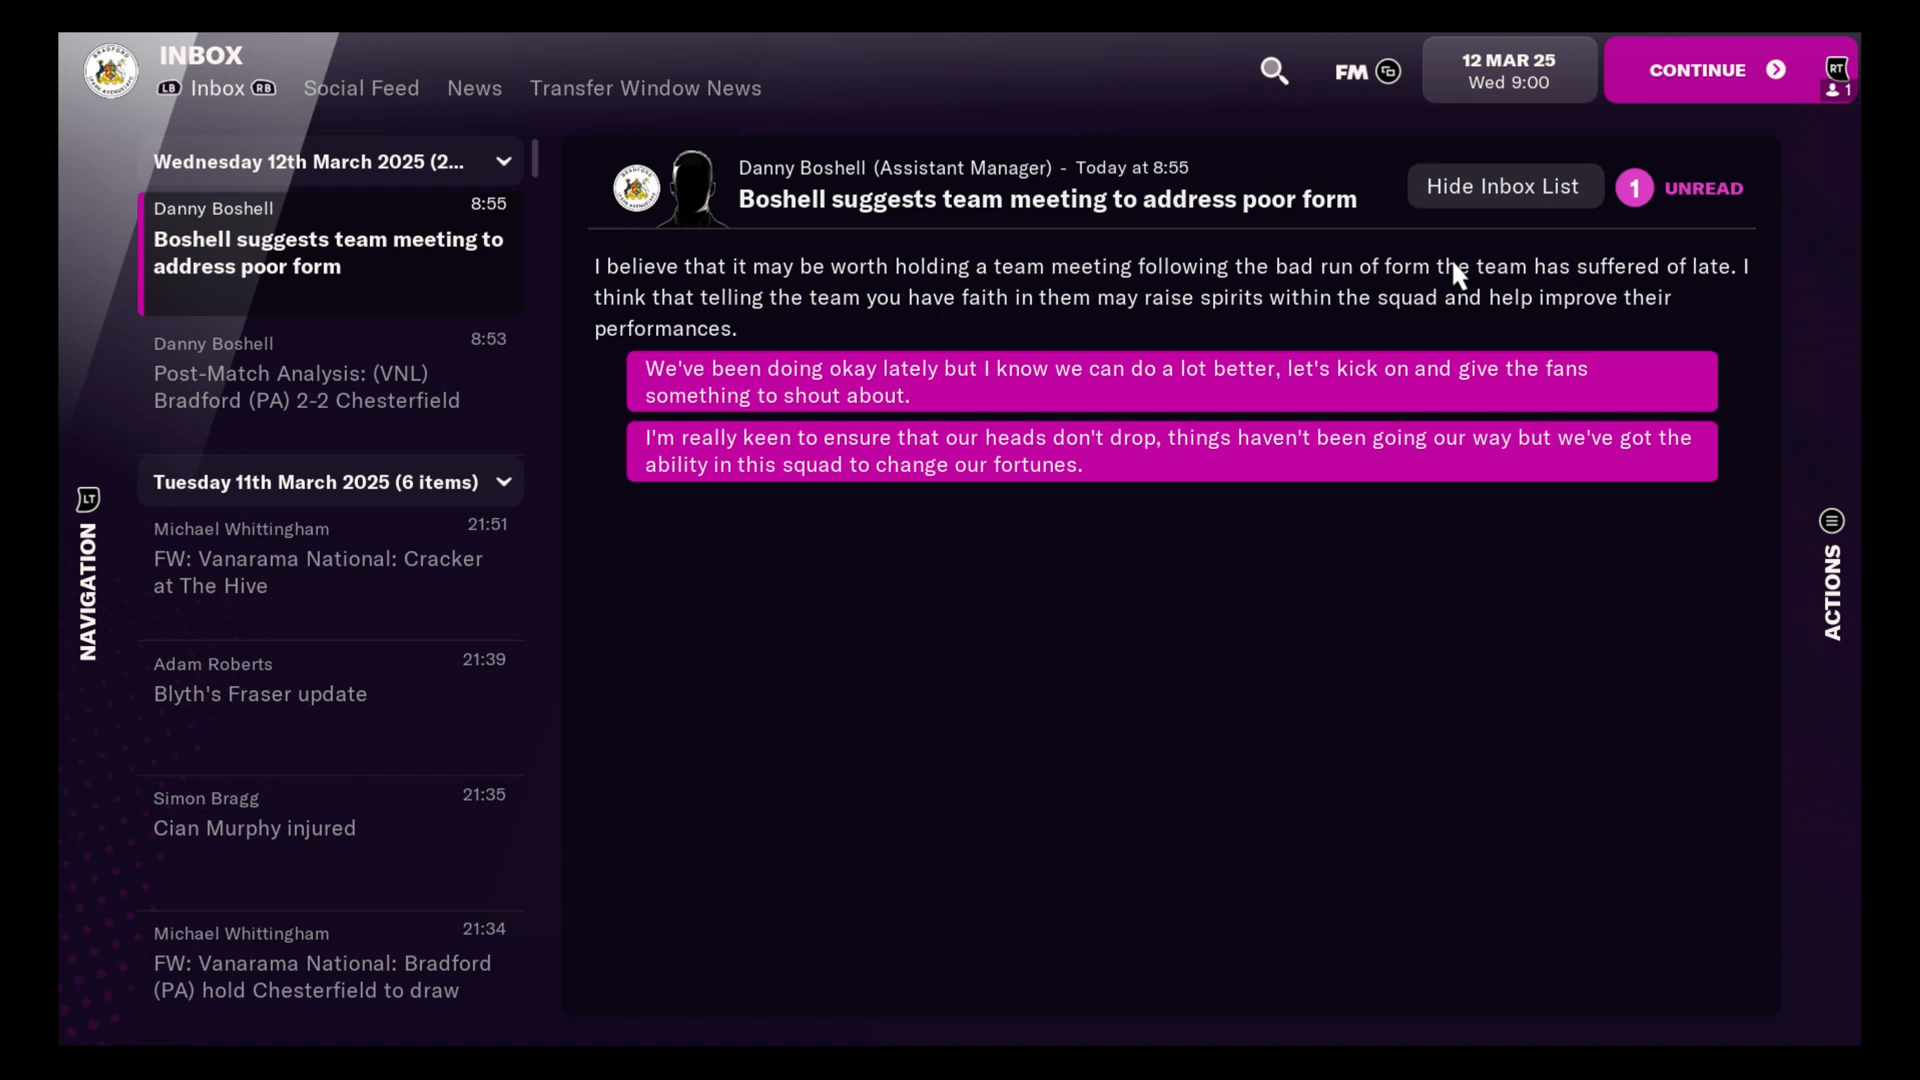 INBOX
LB Inbox RB Social Feed News Transfer Window News
FM
12 MAR 25
Wed 9:00
CONTINUE
RT
1
Wednesday 12th March 2025 (2...
Danny Boshell 8:55
Boshell suggests team meeting to
address poor form
Danny Boshell 8:53
Post-Match Analysis: (VNL)
Bradford (PA) 2-2 Chesterfield
Tuesday 11th March 2025 (6 items)
Michael Whittingham 21:51
FW: Vanarama National: Cracker
at The Hive
Adam Roberts 21:39
Blyth's Fraser update
Simon Bragg 21:35
Cian Murphy injured
Michael Whittingham 21:34
FW: Vanarama National: Bradford
(PA) hold Chesterfield to draw
Danny Boshell (Assistant Manager) - Today at 8:55
Boshell suggests team meeting to address poor form
Hide Inbox List
1 UNREAD
I believe that it may be worth holding a team meeting following the bad run of form the team has suffered of late. I
think that telling the team you have faith in them may raise spirits within the squad and help improve their
performances.
We've been doing okay lately but I know we can do a lot better, let's kick on and give the fans
something to shout about.
I'm really keen to ensure that our heads don't drop, things haven't been going our way but we've got the
ability in this squad to change our fortunes.
LT
NAVIGATION
ACTIONS